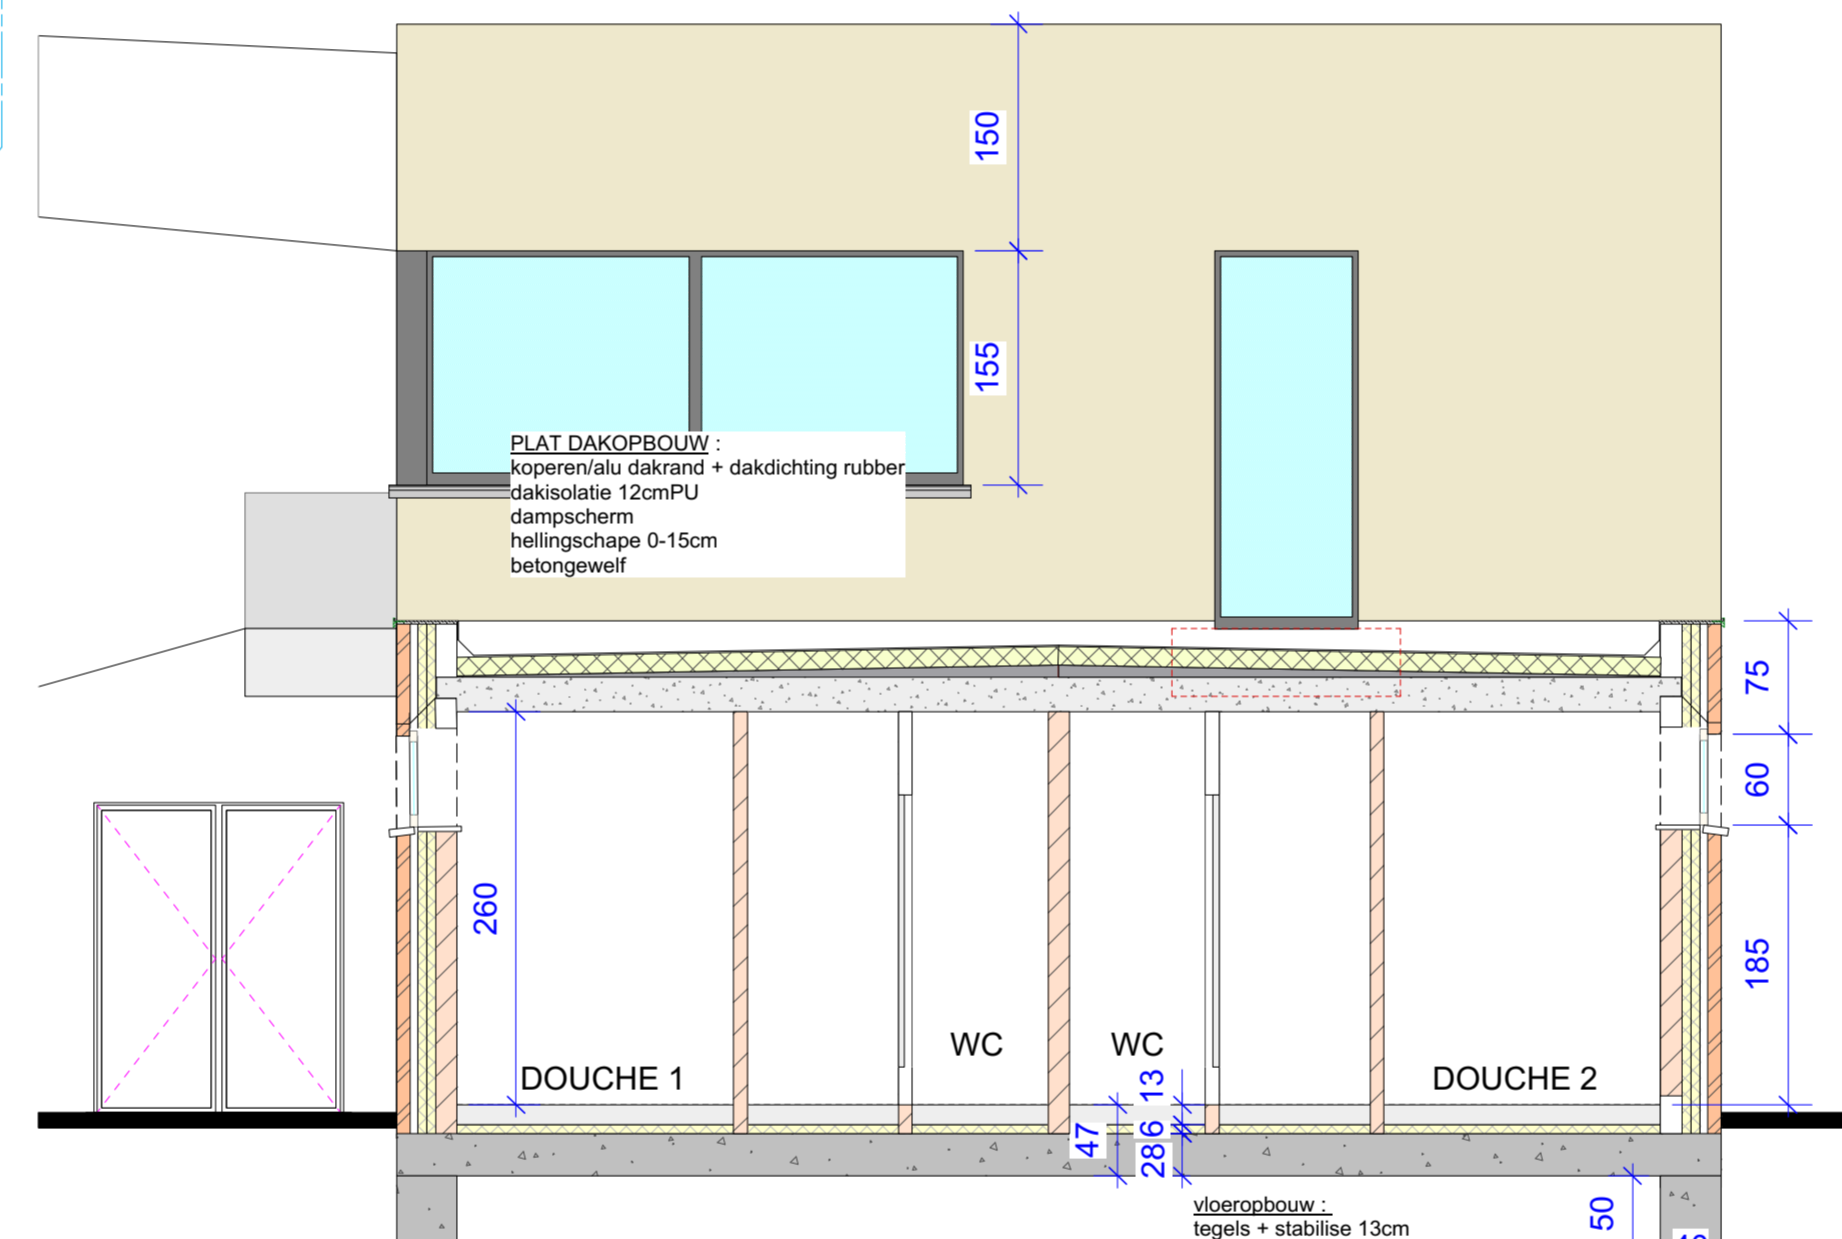 150
155
PLAT DAKOPBOUW :
koperen/alu dakrand + dakdichting rubber
dakisolatie 12cmPU
dampscherm
hellingschape 0-15cm
betongewelf
75
60
260
185
WC
WC
DOUCHE 1
DOUCHE 2
13
6
47
28
50
vloeropbouw :
tegels + stabilise 13cm